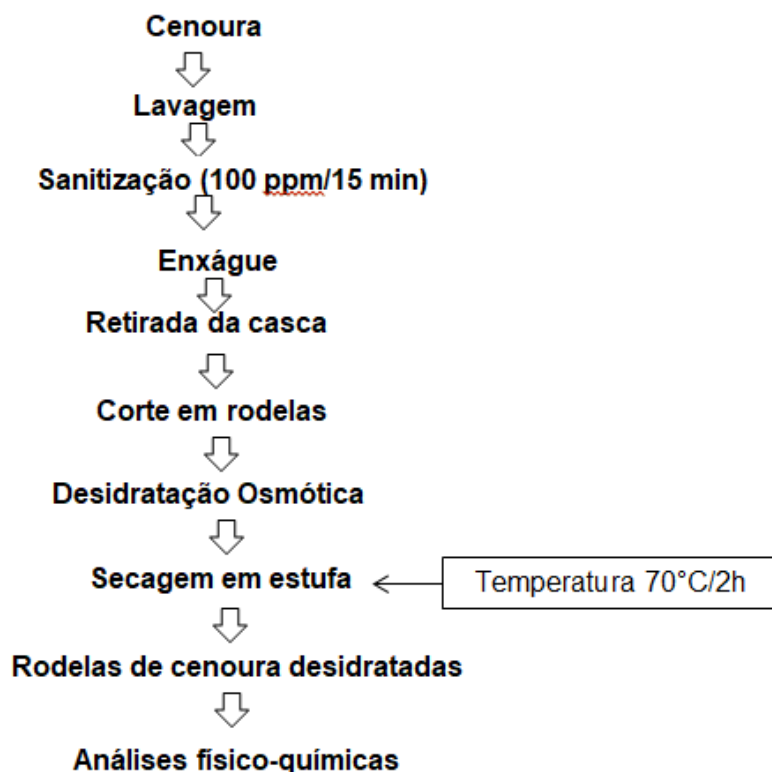 Cenoura
Lavagem
Sanitização (100 ppm/15 min)
Enxágue
Retirada da casca
Corte em rodelas
Desidratação Osmótica
Secagem em estufa
Temperatura 70°C/2h
Rodelas de cenoura desidratadas
Análises físico-químicas